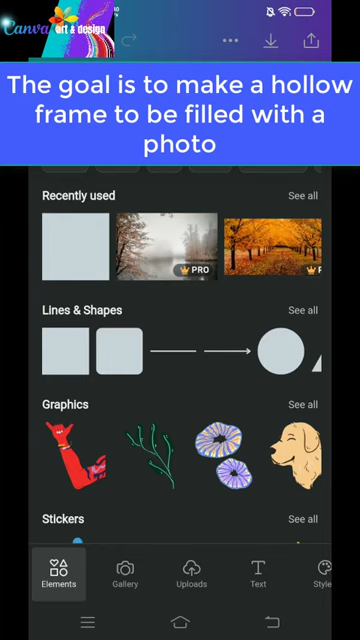 Canva art & design
The goal is to make a hollow
frame to be filled with a
photo
Recently used See all
PRO
Lines & Shapes See all
Graphics See all
Stickers See all
Elements Gallery Uploads Text Style